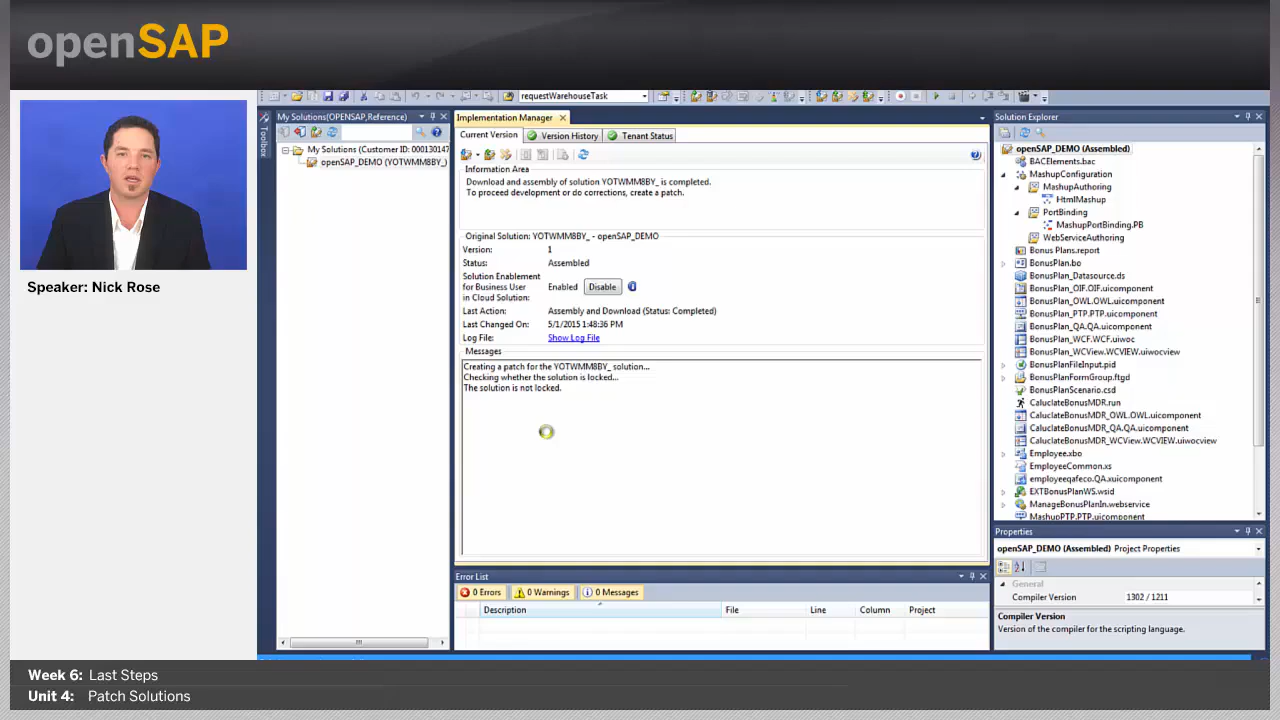 openSAP
Speaker: Nick Rose
requestWarehouseTask
Toolbox
My Solutions(OPENSAP,Reference)
My Solutions (Customer ID: 000130147
openSAP_DEMO (YOTWMM8BY_)
Implementation Manager
Current Version
Version History
Tenant Status
Information Area
Download and assembly of solution YOTWMM8BY_ is completed.
To proceed development or do corrections, create a patch.
Original Solution: YOTWMM8BY_ - openSAP_DEMO
Version: 1
Status: Assembled
Solution Enablement
for Business User
in Cloud Solution:
Enabled
Disable
Last Action: Assembly and Download (Status: Completed)
Last Changed On: 5/1/2015 1:48:36 PM
Log File: Show Log File
Messages
Creating a patch for the YOTWMM8BY_ solution...
Checking whether the solution is locked...
The solution is not locked.
Error List
0 Errors
0 Warnings
0 Messages
Description File Line Column Project
Solution Explorer
openSAP_DEMO (Assembled)
BACElements.bac
MashupConfiguration
MashupAuthoring
HtmlMashup
PortBinding
MashupPortBinding.PB
WebServiceAuthoring
Bonus Plans.report
BonusPlan.bo
BonusPlan_Datasource.ds
BonusPlan_OIF.OIF.uicomponent
BonusPlan_OWL.OWL.uicomponent
BonusPlan_PTP.PTP.uicomponent
BonusPlan_QA.QA.uicomponent
BonusPlan_WCF.WCF.uiwoc
BonusPlan_WCView.WCVIEW.uiwocview
BonusPlanFileInput.pid
BonusPlanFormGroup.ftgd
BonusPlanScenario.csd
CaluclateBonusMDR.run
CaluclateBonusMDR_OWL.OWL.uicomponent
CaluclateBonusMDR_QA.QA.uicomponent
CaluclateBonusMDR_WCView.WCVIEW.uiwocview
Employee.xbo
EmployeeCommon.xs
employeeqafeco.QA.xuicomponent
EXTBonusPlanWS.wsid
ManageBonusPlanIn.webservice
MashupPTP.PTP.uicomponent
Properties
openSAP_DEMO (Assembled) Project Properties
General
Compiler Version 1302 / 1211
Compiler Version
Version of the compiler for the scripting language.
Week 6: Last Steps
Unit 4: Patch Solutions